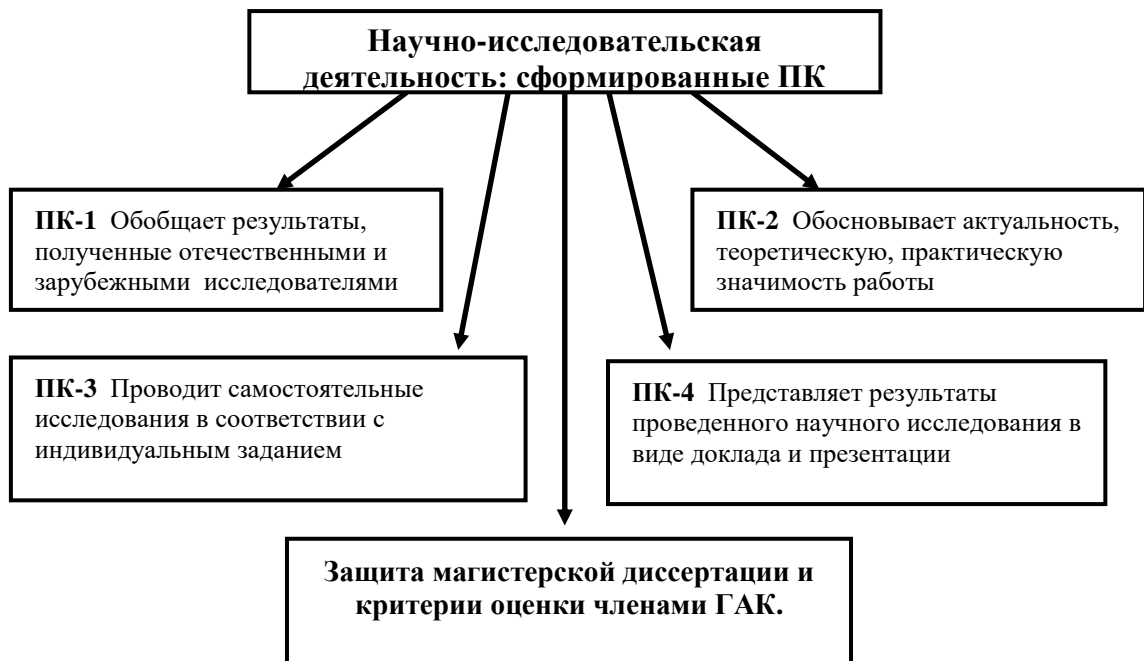 Научно-исследовательская
деятельность: сформированные ПК
ПК-1 Обобщает результаты,
полученные отечественными и
зарубежными исследователями
ПК-2 Обосновывает актуальность,
теоретическую, практическую
значимость работы
ПК-3 Проводит самостоятельные
исследования в соответствии с
индивидуальным заданием
ПК-4 Представляет результаты
проведенного научного исследования в
виде доклада и презентации
Защита магистерской диссертации и
критерии оценки членами ГАК.